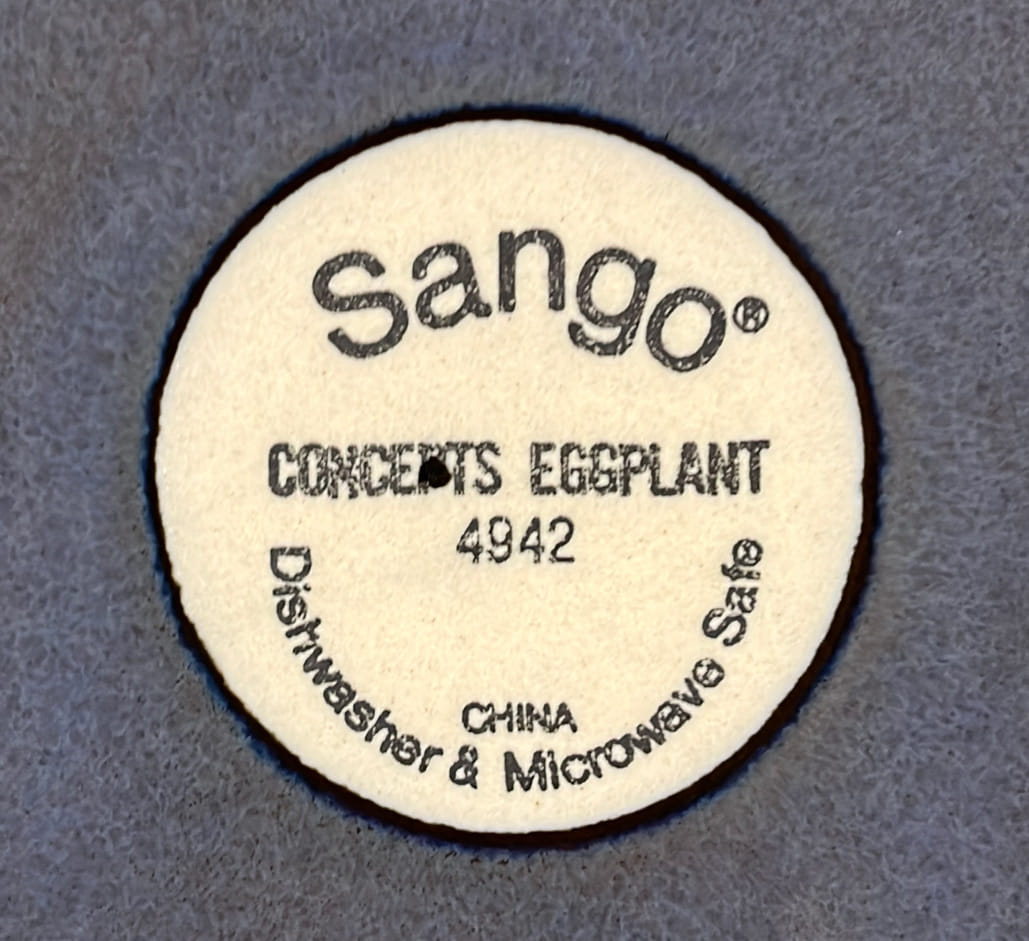 Sango®
CONCEPTS EGGPLANT
4942
CHINA
Dishwasher & Microwave Safe